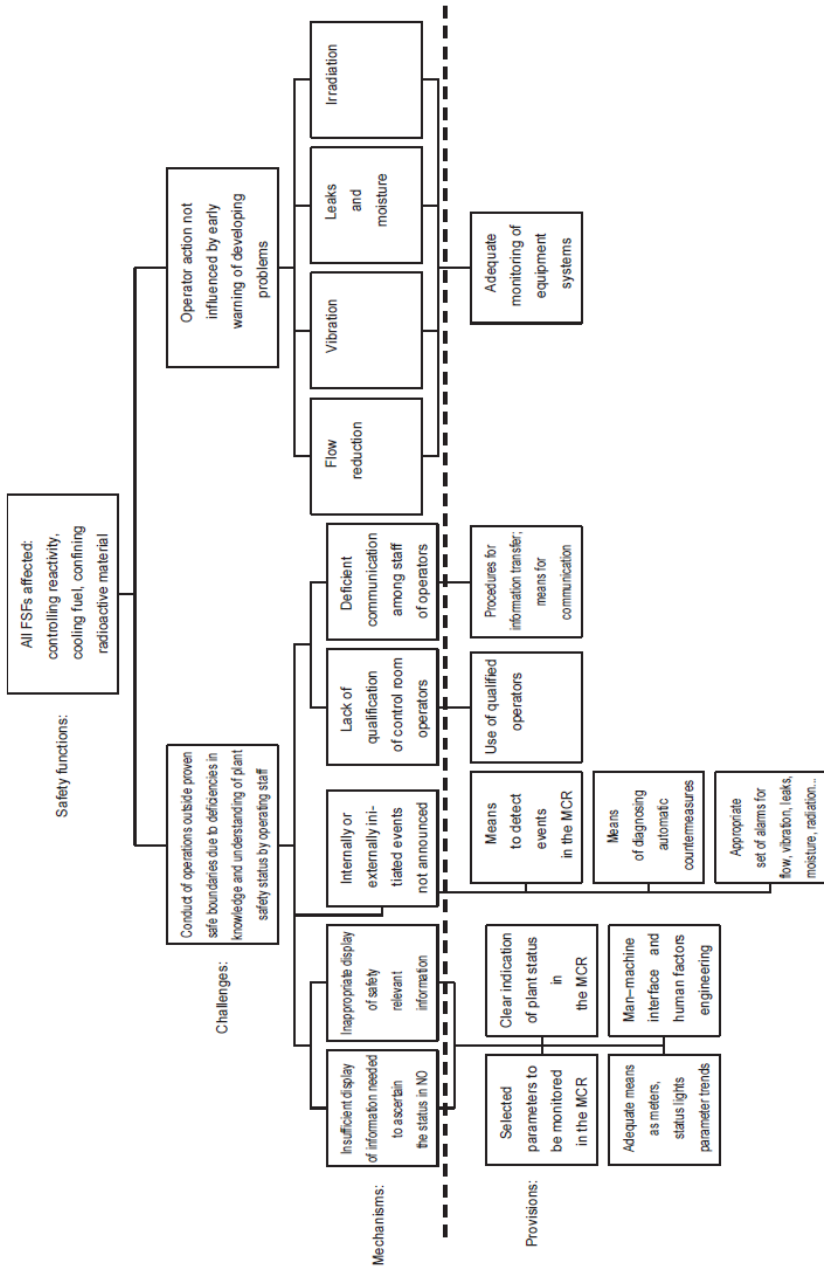 Safety functions:
All FSFs affected:
controlling reactivity,
cooling fuel, confining
radioactive material
Challenges:
Conduct of operations outside proven
safe boundaries due to deficiencies in
knowledge and understanding of plant
safety status by operating staff
Operator action not
influenced by early
warning of developing
problems
Mechanisms:
Insufficient display
of information needed
to ascertain
the status in NO
Inappropriate display
of safety
relevant
information
Internally or
externally ini-
tiated events
not announced
Lack of
qualification
of control room
operators
Deficient
communication
among staff
of operators
Flow
reduction
Vibration
Leaks
and
moisture
Irradiation
Provisions:
Selected
parameters to
be monitored
in the MCR
Clear indication
of plant status
in
the MCR
Means
to detect
events
in the MCR
Use of qualified
operators
Procedures for
information transfer;
means for
communication
Adequate
monitoring of
equipment
systems
Adequate means
as meters,
status lights
parameter trends
Man–machine
interface and
human factors
engineering
Means
of diagnosing
automatic
countermeasures
Appropriate
set of alarms for
flow, vibration, leaks,
moisture, radiation...